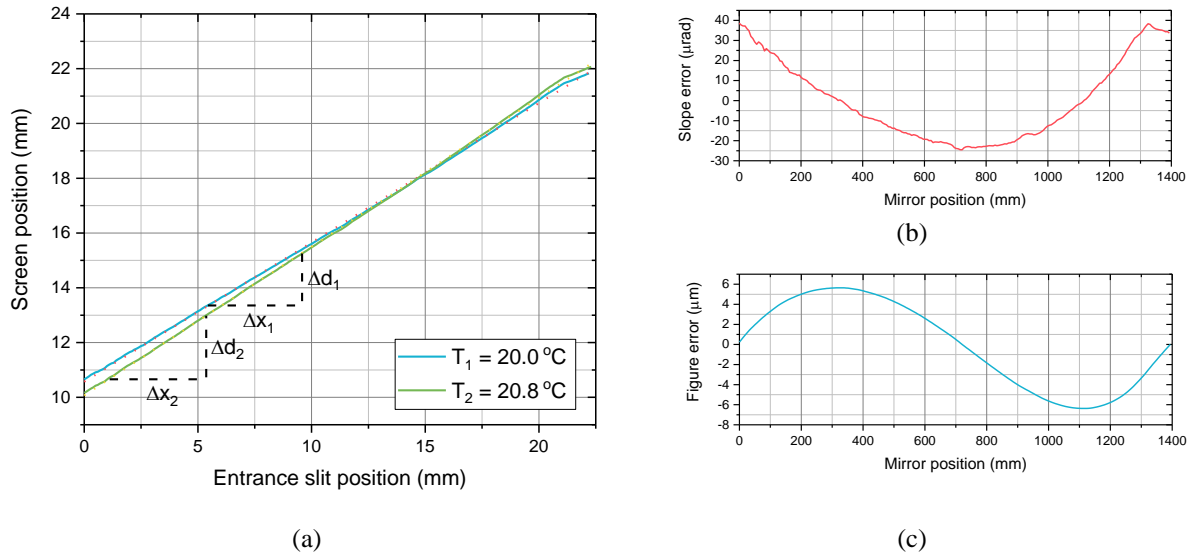 24
22
20
18
16
14
12
10
Screen position (mm)
Δd₁
Δx₁
Δd₂
Δx₂
T₁ = 20.0 °C
T₂ = 20.8 °C
0
5
10
15
20
Entrance slit position (mm)
(a)
40
30
20
10
0
-10
-20
-30
Slope error (μrad)
0 200 400 600 800 1000 1200 1400
Mirror position (mm)
(b)
6
4
2
0
-2
-4
-6
-8
Figure error (μm)
0 200 400 600 800 1000 1200 1400
Mirror position (mm)
(c)